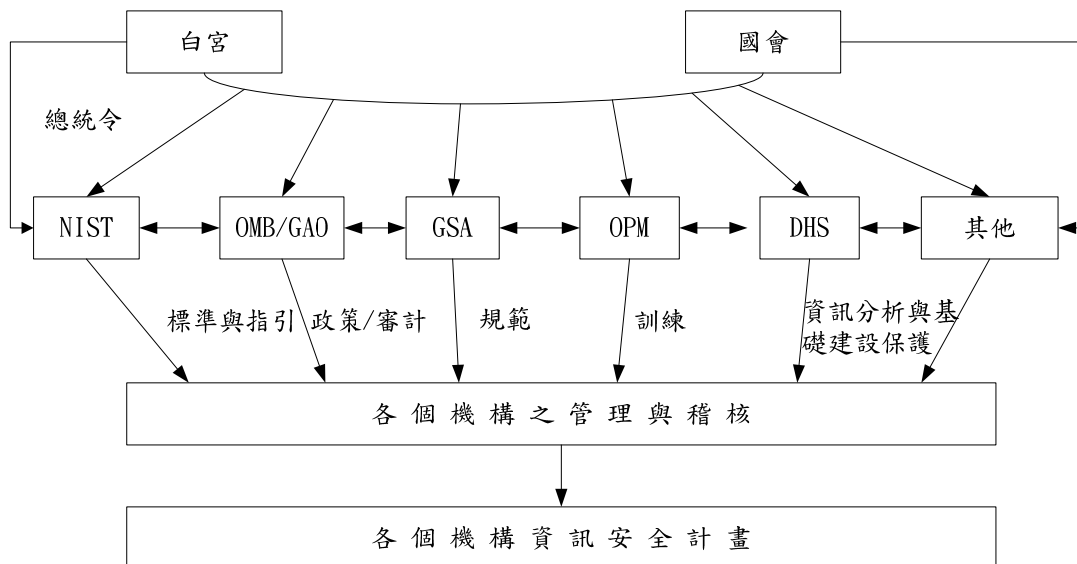 白宮
國會
總統令
NIST
OMB/GAO
GSA
OPM
DHS
其他
標準與指引
政策/審計
規範
訓練
資訊分析與基
礎建設保護
各個機構之管理與稽核
各個機構資訊安全計畫